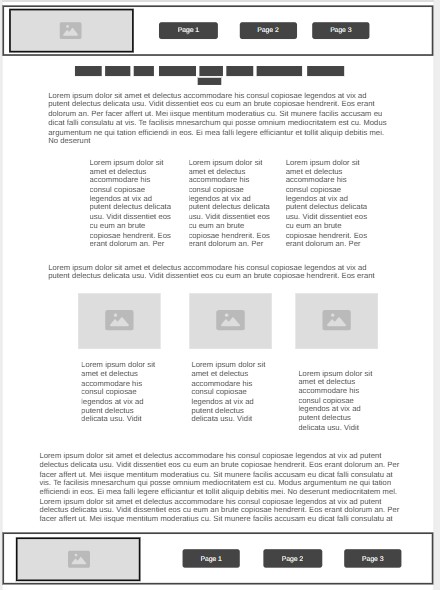 Page 1 Page 2 Page 3
Lorem ipsum dolor sit amet et delectus accommodare his consul copiosae legendos at vix ad
putent delectus delicata usu. Vidit dissentiet eos cu eum an brute copiosae hendrerit. Eos erant
dolorum an. Per facer affert ut. Mei iisque mentitum moderatius cu. Sit munere facilis accusam eu
dicat falli consulatu at vis. Te facilisis mnesarchum qui posse omnium mediocritatem est cu. Modus
argumentum ne qui tation efficiendi in eos. Ei mea falli legere efficiantur et tollit aliquip debitis mei.
No deserunt
Lorem ipsum dolor sit
amet et delectus
accommodare his
consul copiosae
legendos at vix ad
putent delectus delicata
usu. Vidit dissentiet eos
cu eum an brute
copiosae hendrerit. Eos
erant dolorum an. Per
Lorem ipsum dolor sit
amet et delectus
accommodare his
consul copiosae
legendos at vix ad
putent delectus delicata
usu. Vidit dissentiet eos
cu eum an brute
copiosae hendrerit. Eos
erant dolorum an. Per
Lorem ipsum dolor sit
amet et delectus
accommodare his
consul copiosae
legendos at vix ad
putent delectus delicata
usu. Vidit dissentiet eos
cu eum an brute
copiosae hendrerit. Eos
erant dolorum an. Per
Lorem ipsum dolor sit amet et delectus accommodare his consul copiosae legendos at vix ad
putent delectus delicata usu. Vidit dissentiet eos cu eum an brute copiosae hendrerit. Eos erant
Lorem ipsum dolor sit
amet et delectus
accommodare his
consul copiosae
legendos at vix ad
putent delectus
delicata usu. Vidit
Lorem ipsum dolor sit
amet et delectus
accommodare his
consul copiosae
legendos at vix ad
putent delectus
delicata usu. Vidit
Lorem ipsum dolor sit
amet et delectus
accommodare his
consul copiosae
legendos at vix ad
putent delectus
delicata usu. Vidit
Lorem ipsum dolor sit amet et delectus accommodare his consul copiosae legendos at vix ad putent
delectus delicata usu. Vidit dissentiet eos cu eum an brute copiosae hendrerit. Eos erant dolorum an. Per
facer affert ut. Mei iisque mentitum moderatius cu. Sit munere facilis accusam eu dicat falli consulatu at
vis. Te facilisis mnesarchum qui posse omnium mediocritatem est cu. Modus argumentum ne qui tation
efficiendi in eos. Ei mea falli legere efficiantur et tollit aliquip debitis mei. No deserunt mediocritatem mel.
Lorem ipsum dolor sit amet et delectus accommodare his consul copiosae legendos at vix ad putent
delectus delicata usu. Vidit dissentiet eos cu eum an brute copiosae hendrerit. Eos erant dolorum an. Per
facer affert ut. Mei iisque mentitum moderatius cu. Sit munere facilis accusam eu dicat falli consulatu at
Page 1 Page 2 Page 3